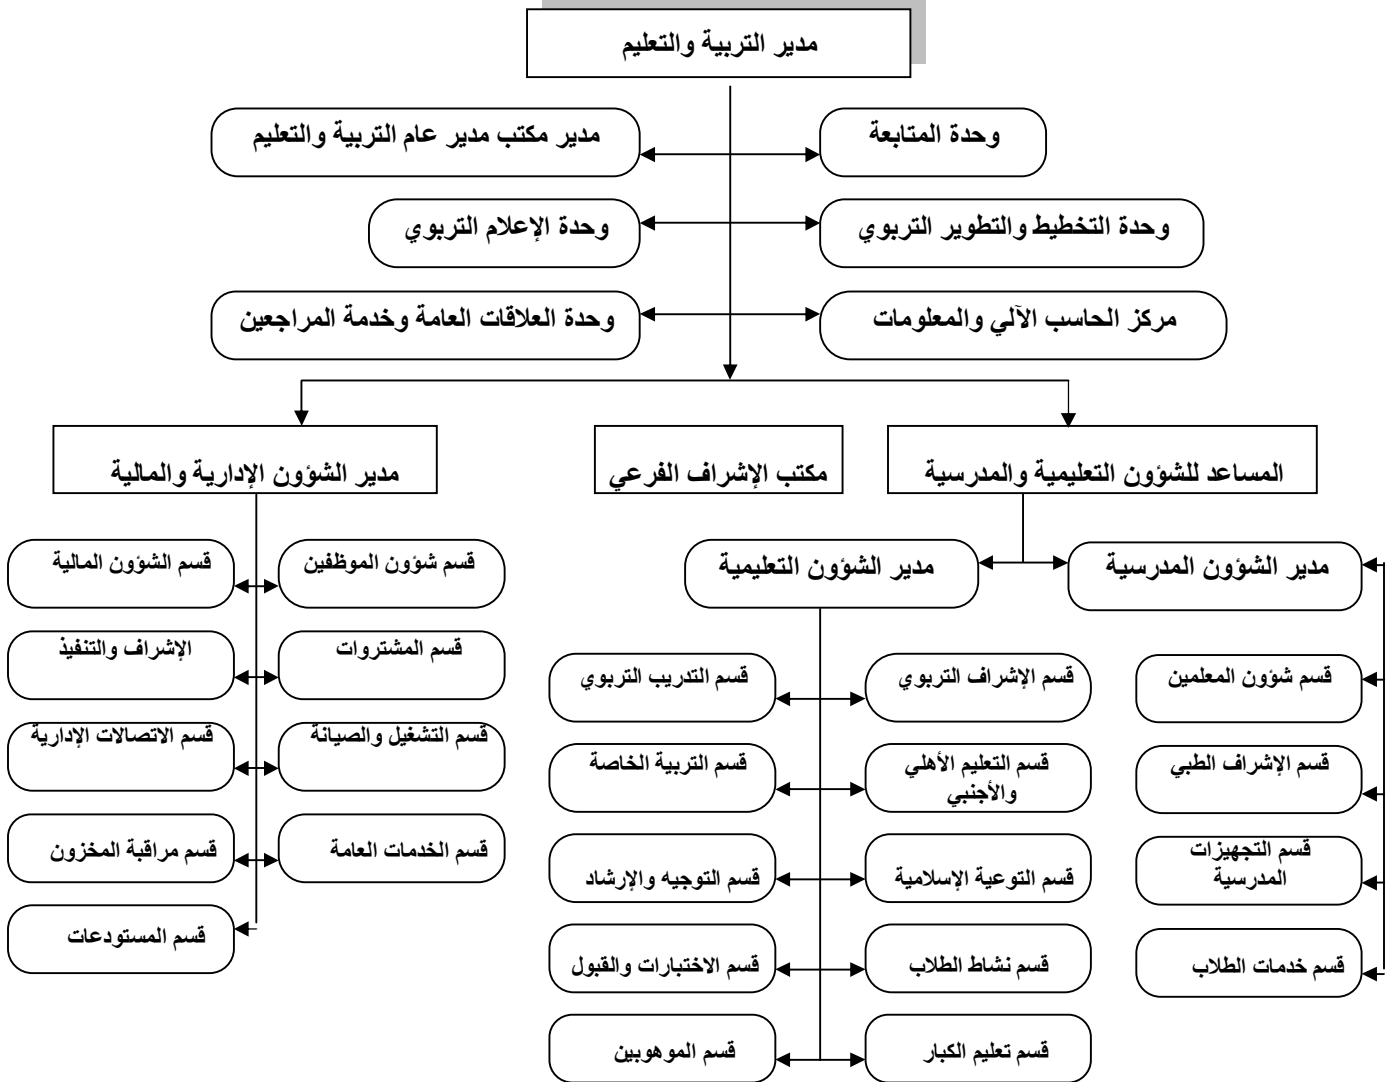 مدير التربية والتعليم
وحدة المتابعة
مدير مكتب مدير عام التربية والتعليم
وحدة التخطيط والتطوير التربوي
وحدة الإعلام التربوي
مركز الحاسب الآلي والمعلومات
وحدة العلاقات العامة وخدمة المراجعين
المساعد للشؤون التعليمية والمدرسية
مكتب الإشراف الفرعي
مدير الشؤون الإدارية والمالية
مدير الشؤون المدرسية
مدير الشؤون التعليمية
قسم شؤون الموظفين
قسم الشؤون المالية
قسم شؤون المعلمين
قسم الإشراف التربوي
قسم التدريب التربوي
قسم المشتروات
الإشراف والتنفيذ
قسم الإشراف الطبي
قسم التعليم الأهلي
والأجنبي
قسم التربية الخاصة
قسم التشغيل والصيانة
قسم الاتصالات الإدارية
قسم التجهيزات
المدرسية
قسم التوعية الإسلامية
قسم التوجيه والإرشاد
قسم الخدمات العامة
قسم مراقبة المخزون
قسم خدمات الطلاب
قسم نشاط الطلاب
قسم الاختبارات والقبول
قسم المستودعات
قسم تعليم الكبار
قسم الموهوبين